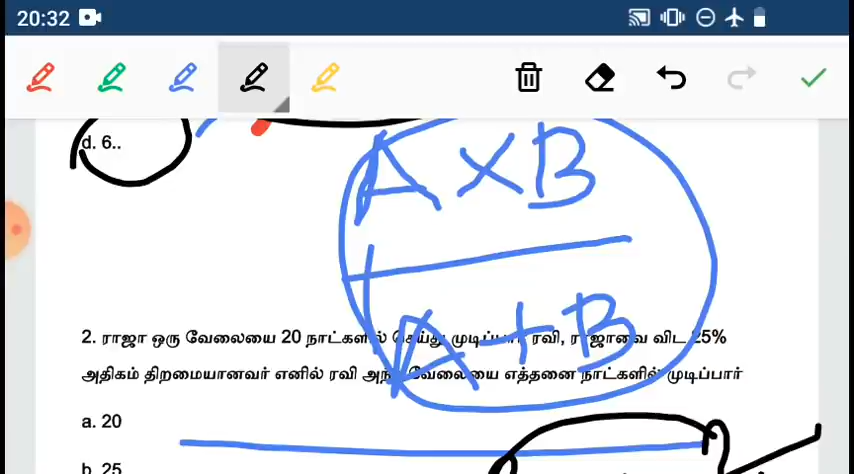 20:32
d. 6..
A × B
A + B
2. ராஜா ஒரு வேலையை 20 நாட்களில் செய்து முடிப்பார் ரவி, ராஜாவை விட 25%
அதிகம் திறமையானவர் எனில் ரவி அந்த வேலையை எத்தனை நாட்களில் முடிப்பார்
a. 20
b. 25